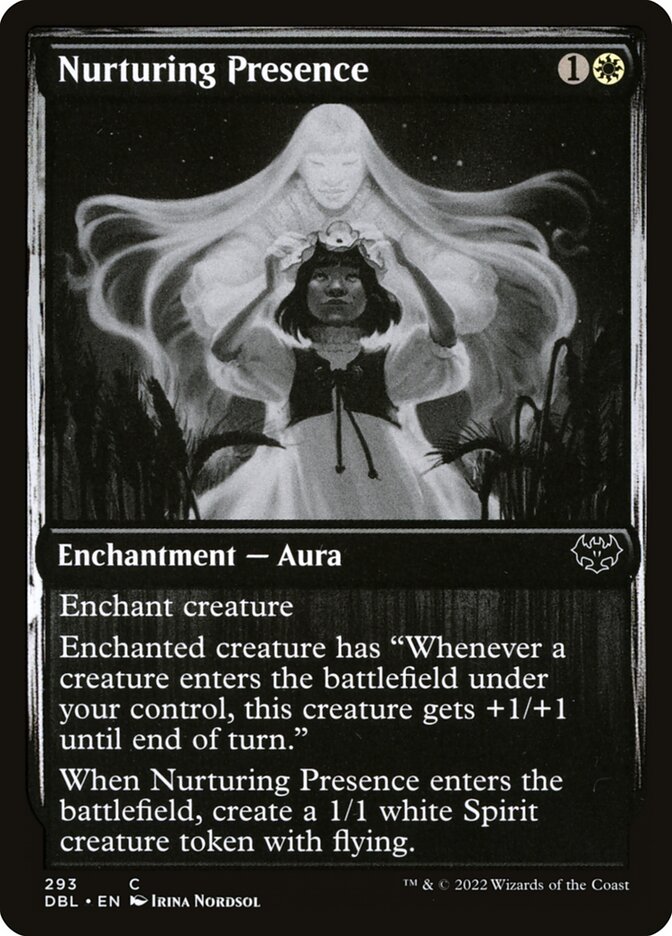 Nurturing Presence 1
Enchantment — Aura
Enchant creature
Enchanted creature has “Whenever a
creature enters the battlefield under
your control, this creature gets +1/+1
until end of turn.”
When Nurturing Presence enters the
battlefield, create a 1/1 white Spirit
creature token with flying.
293 C ™ & © 2022 Wizards of the Coast
DBL • EN Irina Nordsol